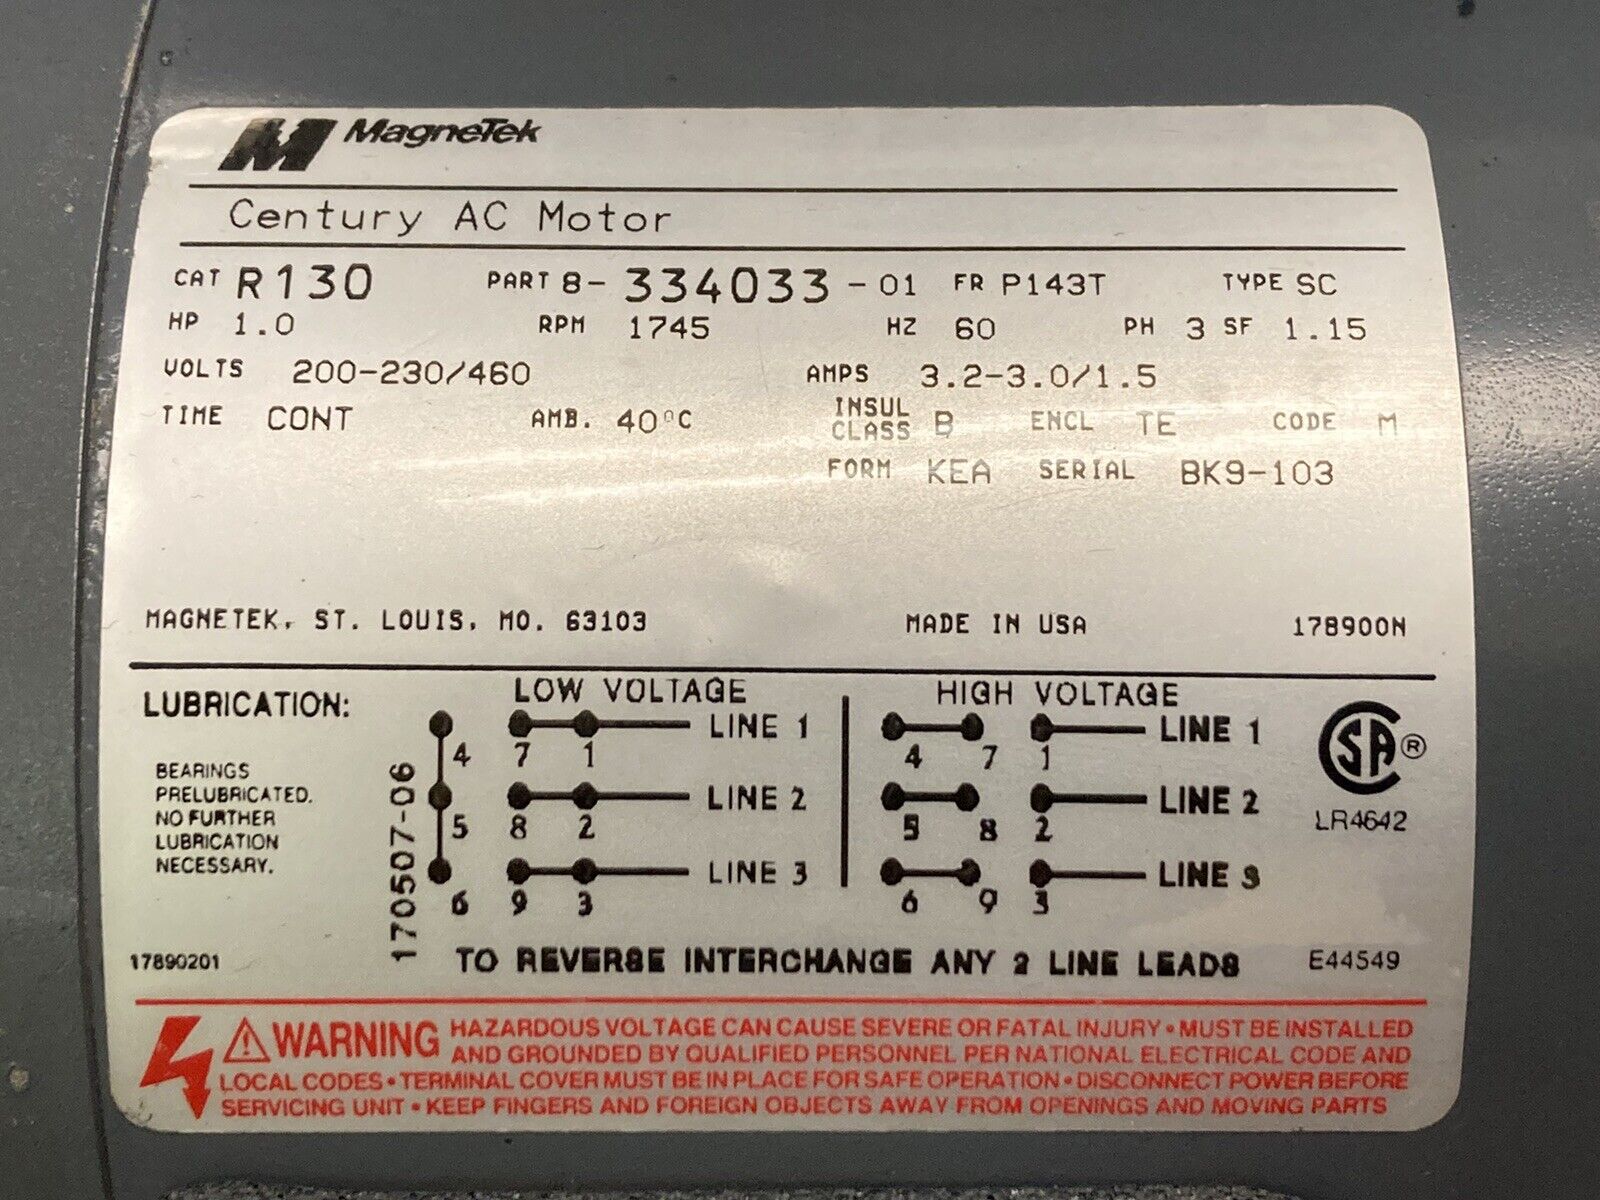 MagneTek
Century AC Motor
CAT R130 PART 8-334033-01 FR P143T TYPE SC
HP 1.0 RPM 1745 HZ 60 PH 3 SF 1.15
VOLTS 200-230/460 AMPS 3.2-3.0/1.5
TIME CONT AMB. 40°C INSUL CLASS B ENCL TE CODE M
FORM KEA SERIAL BK9-103
MAGNETEK, ST. LOUIS, MO. 63103 MADE IN USA 178900N
LUBRICATION:
BEARINGS
PRELUBRICATED.
NO FURTHER
LUBRICATION
NECESSARY.
17890201
170507-06
LOW VOLTAGE
LINE 1
4 7 1
LINE 2
5 8 2
LINE 3
6 9 3
HIGH VOLTAGE
LINE 1
4 7 1
LINE 2
5 8 2
LINE 3
6 9 3
SA ®
LR4642
TO REVERSE INTERCHANGE ANY 2 LINE LEADS
E44549
WARNING HAZARDOUS VOLTAGE CAN CAUSE SEVERE OR FATAL INJURY • MUST BE INSTALLED
AND GROUNDED BY QUALIFIED PERSONNEL PER NATIONAL ELECTRICAL CODE AND
LOCAL CODES • TERMINAL COVER MUST BE IN PLACE FOR SAFE OPERATION • DISCONNECT POWER BEFORE
SERVICING UNIT • KEEP FINGERS AND FOREIGN OBJECTS AWAY FROM OPENINGS AND MOVING PARTS